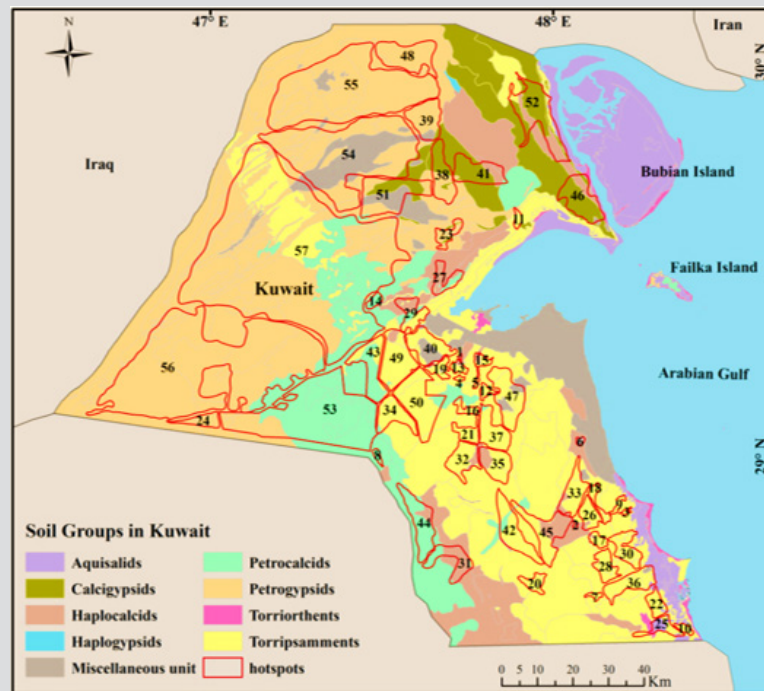 47° E
48° E
Iran
N
30° N
48
55
52
39
54
Iraq
38
41
Bubian Island
51
46
11
23
57
27
Failka Island
Kuwait
14
29
43
49
40
1
15
19
13
56
Arabian Gulf
4
5
12
53
34
50
47
16
24
21
37
6
29° N
8
32
35
33
18
9
3
44
42
45
2
26
17
31
30
28
20
36
7
22
25
10
Soil Groups in Kuwait
Aquisalids
Petrocalcids
Calcigypsids
Petrogypsids
Haplocalcids
Torriorthents
Haplogypsids
Torripsamments
Miscellaneous unit
hotspots
0 5 10 20 30 40
Km